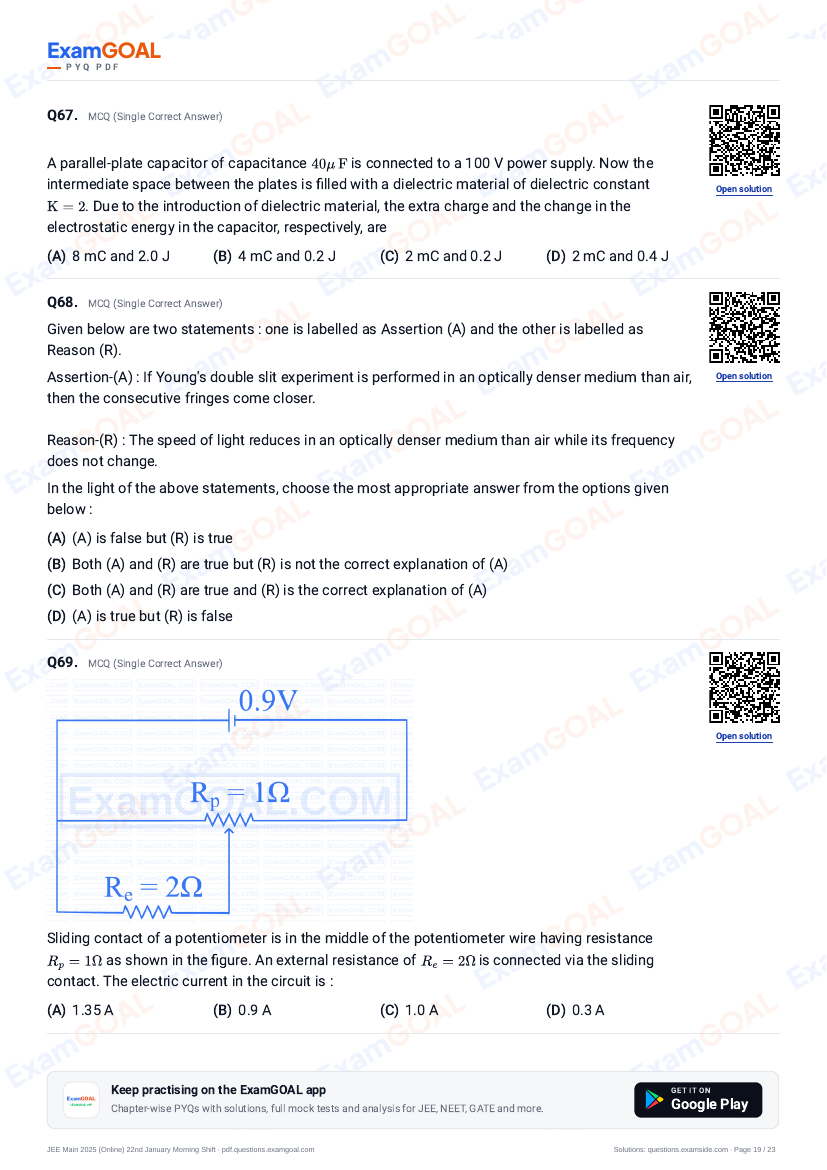 ExamGOAL
PYQ PDF
Q67. MCQ (Single Correct Answer)
Open solution
A parallel-plate capacitor of capacitance 40μ F is connected to a 100 V power supply. Now the
intermediate space between the plates is filled with a dielectric material of dielectric constant
K = 2. Due to the introduction of dielectric material, the extra charge and the change in the
electrostatic energy in the capacitor, respectively, are
(A) 8 mC and 2.0 J (B) 4 mC and 0.2 J (C) 2 mC and 0.2 J (D) 2 mC and 0.4 J
Q68. MCQ (Single Correct Answer)
Open solution
Given below are two statements : one is labelled as Assertion (A) and the other is labelled as
Reason (R).
Assertion-(A) : If Young's double slit experiment is performed in an optically denser medium than air,
then the consecutive fringes come closer.
Reason-(R) : The speed of light reduces in an optically denser medium than air while its frequency
does not change.
In the light of the above statements, choose the most appropriate answer from the options given
below :
(A) (A) is false but (R) is true
(B) Both (A) and (R) are true but (R) is not the correct explanation of (A)
(C) Both (A) and (R) are true and (R) is the correct explanation of (A)
(D) (A) is true but (R) is false
Q69. MCQ (Single Correct Answer)
Open solution
0.9V
Rp = 1Ω
ExamGOAL.COM
Re = 2Ω
Sliding contact of a potentiometer is in the middle of the potentiometer wire having resistance
Rp = 1Ω as shown in the figure. An external resistance of Re = 2Ω is connected via the sliding
contact. The electric current in the circuit is :
(A) 1.35 A (B) 0.9 A (C) 1.0 A (D) 0.3 A
ExamGOAL
Keep practising on the ExamGOAL app
Chapter-wise PYQs with solutions, full mock tests and analysis for JEE, NEET, GATE and more.
GET IT ON
Google Play
JEE Main 2025 (Online) 22nd January Morning Shift · pdf.questions.examgoal.com
Solutions: questions.examside.com · Page 19 / 23